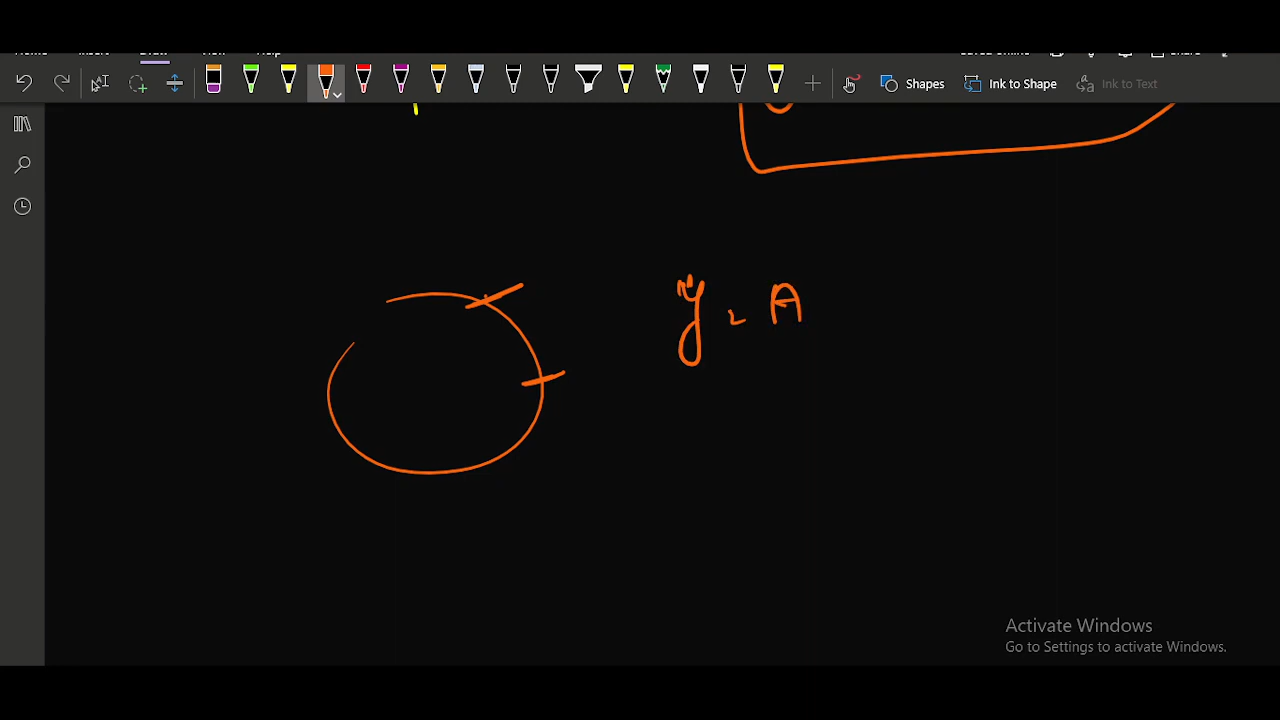 Shapes Ink to Shape Ink to Text
y = A
Activate Windows
Go to Settings to activate Windows.